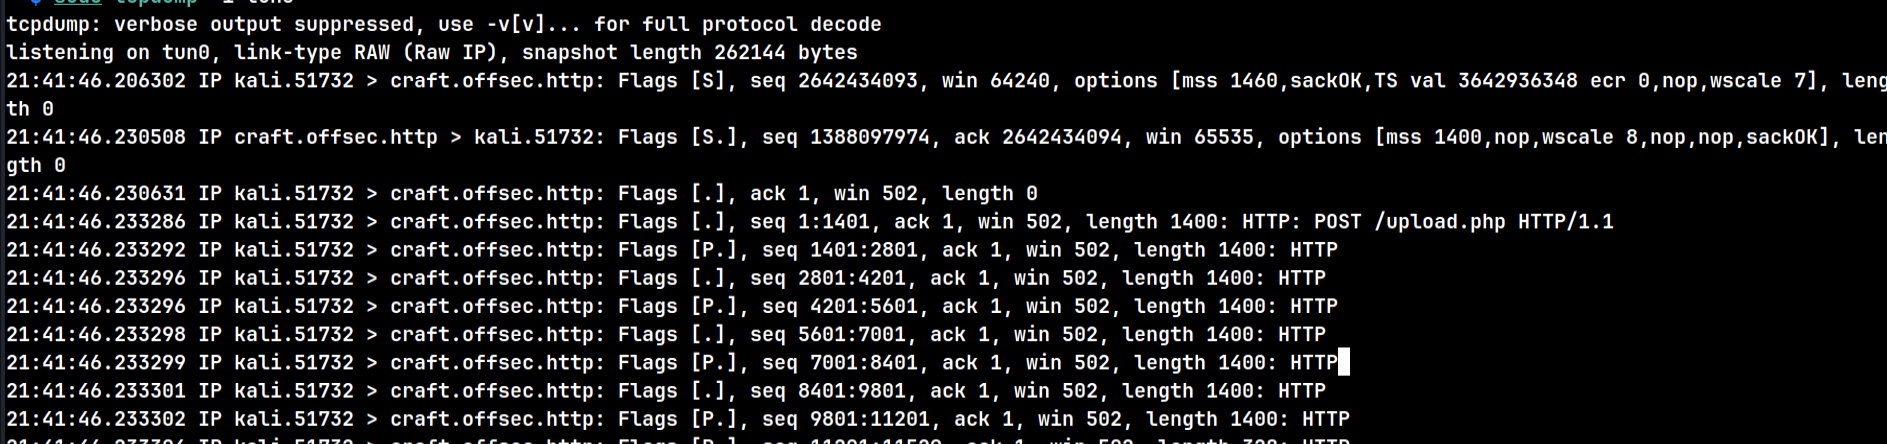 tcpdump: verbose output suppressed, use -v[v]... for full protocol decode
listening on tun0, link-type RAW (Raw IP), snapshot length 262144 bytes
21:41:46.206302 IP kali.51732 > craft.offsec.http: Flags [S], seq 2642434093, win 64240, options [mss 1460,sackOK,TS val 3642936348 ecr 0,nop,wscale 7], leng
th 0
21:41:46.230508 IP craft.offsec.http > kali.51732: Flags [S.], seq 1388097974, ack 2642434094, win 65535, options [mss 1400,nop,wscale 8,nop,nop,sackOK], len
gth 0
21:41:46.230631 IP kali.51732 > craft.offsec.http: Flags [.], ack 1, win 502, length 0
21:41:46.233286 IP kali.51732 > craft.offsec.http: Flags [.], seq 1:1401, ack 1, win 502, length 1400: HTTP: POST /upload.php HTTP/1.1
21:41:46.233292 IP kali.51732 > craft.offsec.http: Flags [P.], seq 1401:2801, ack 1, win 502, length 1400: HTTP
21:41:46.233296 IP kali.51732 > craft.offsec.http: Flags [.], seq 2801:4201, ack 1, win 502, length 1400: HTTP
21:41:46.233296 IP kali.51732 > craft.offsec.http: Flags [P.], seq 4201:5601, ack 1, win 502, length 1400: HTTP
21:41:46.233298 IP kali.51732 > craft.offsec.http: Flags [.], seq 5601:7001, ack 1, win 502, length 1400: HTTP
21:41:46.233299 IP kali.51732 > craft.offsec.http: Flags [P.], seq 7001:8401, ack 1, win 502, length 1400: HTTP
21:41:46.233301 IP kali.51732 > craft.offsec.http: Flags [.], seq 8401:9801, ack 1, win 502, length 1400: HTTP
21:41:46.233302 IP kali.51732 > craft.offsec.http: Flags [P.], seq 9801:11201, ack 1, win 502, length 1400: HTTP